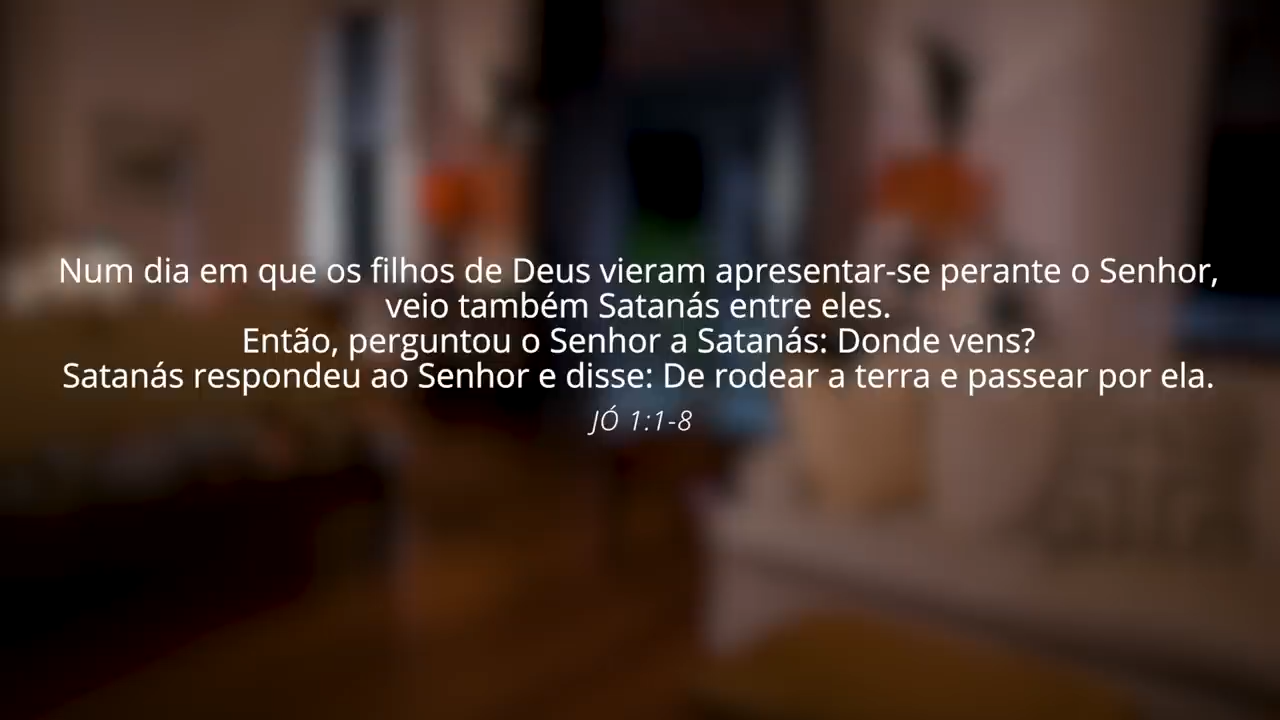 Num dia em que os filhos de Deus vieram apresentar-se perante o Senhor,
veio também Satanás entre eles.
Então, perguntou o Senhor a Satanás: Donde vens?
Satanás respondeu ao Senhor e disse: De rodear a terra e passear por ela.
JÓ 1:1-8